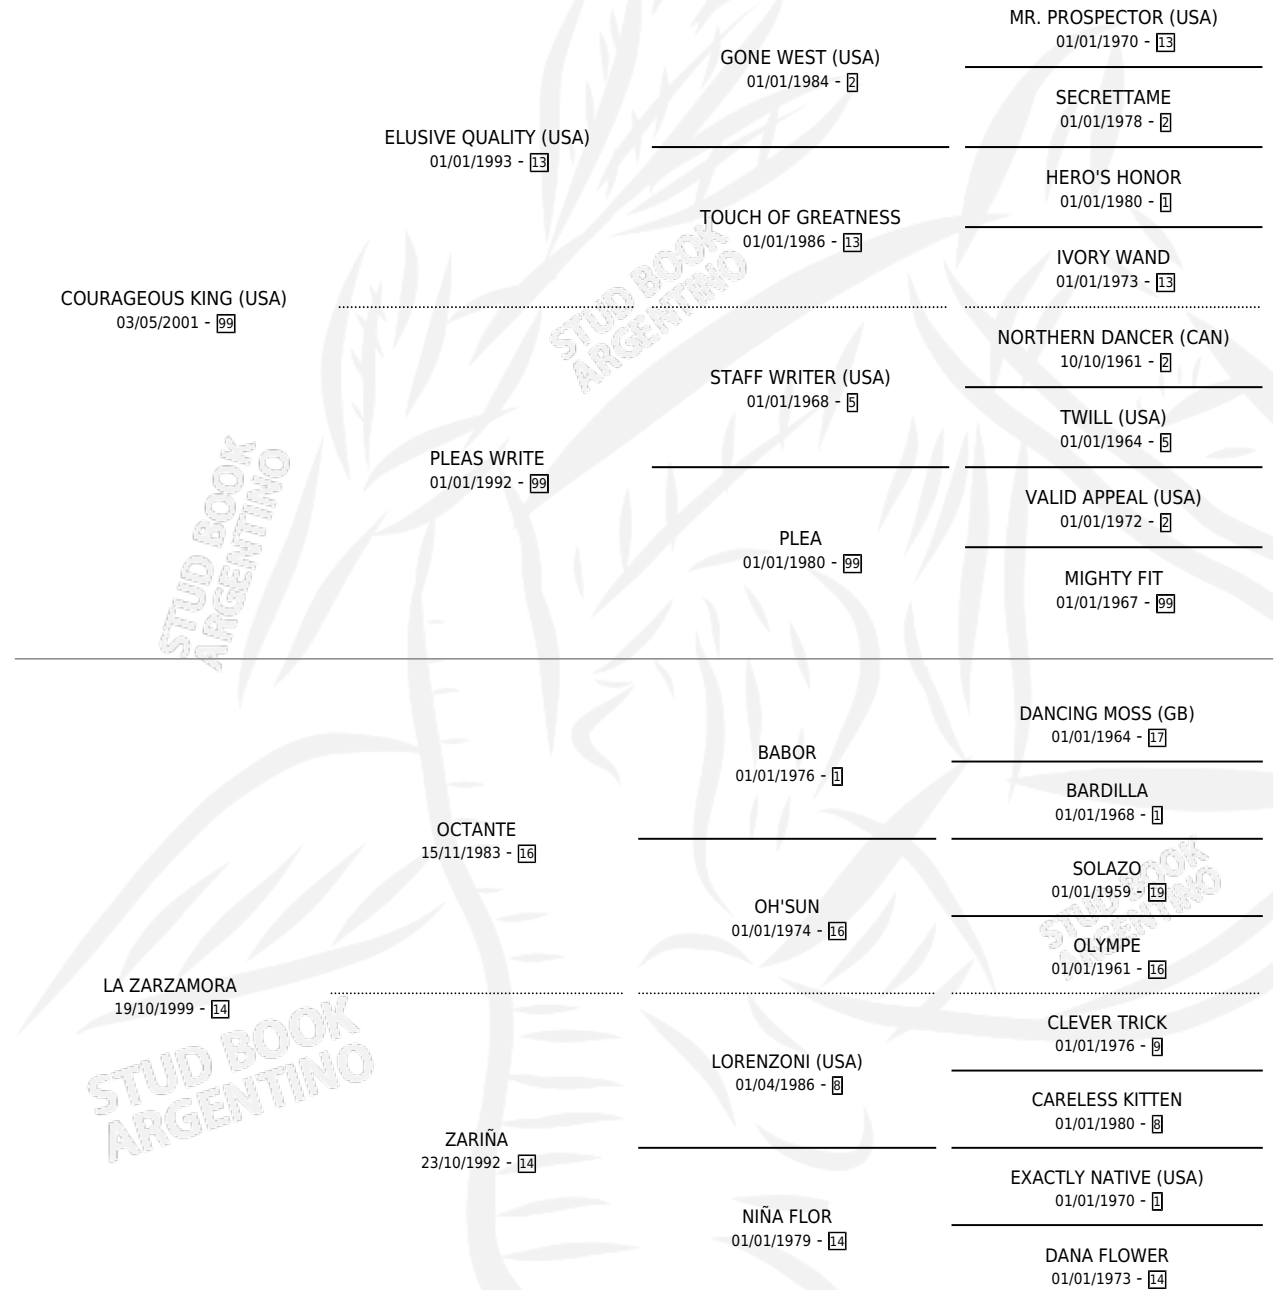 MR. PROSPECTOR (USA)
01/01/1970 - 13
GONE WEST (USA)
01/01/1984 - 2
SECRETTAME
01/01/1978 - 2
ELUSIVE QUALITY (USA)
01/01/1993 - 13
HERO'S HONOR
01/01/1980 - 1
TOUCH OF GREATNESS
01/01/1986 - 13
IVORY WAND
01/01/1973 - 13
COURAGEOUS KING (USA)
03/05/2001 - 99
NORTHERN DANCER (CAN)
10/10/1961 - 2
STAFF WRITER (USA)
01/01/1968 - 5
TWILL (USA)
01/01/1964 - 5
PLEAS WRITE
01/01/1992 - 99
VALID APPEAL (USA)
01/01/1972 - 2
PLEA
01/01/1980 - 99
MIGHTY FIT
01/01/1967 - 99
STUD BOOK
ARGENTINO
STUD BOOK
ARGENTINO
DANCING MOSS (GB)
01/01/1964 - 17
BABOR
01/01/1976 - 1
BARDILLA
01/01/1968 - 1
OCTANTE
15/11/1983 - 16
SOLAZO
01/01/1959 - 19
OH'SUN
01/01/1974 - 16
OLYMPE
01/01/1961 - 16
STUD BOOK
ARGENTINO
LA ZARZAMORA
19/10/1999 - 14
CLEVER TRICK
01/01/1976 - 9
LORENZONI (USA)
01/04/1986 - 8
CARELESS KITTEN
01/01/1980 - 8
STUD BOOK
ARGENTINO
ZARIÑA
23/10/1992 - 14
EXACTLY NATIVE (USA)
01/01/1970 - 1
NIÑA FLOR
01/01/1979 - 14
DANA FLOWER
01/01/1973 - 14